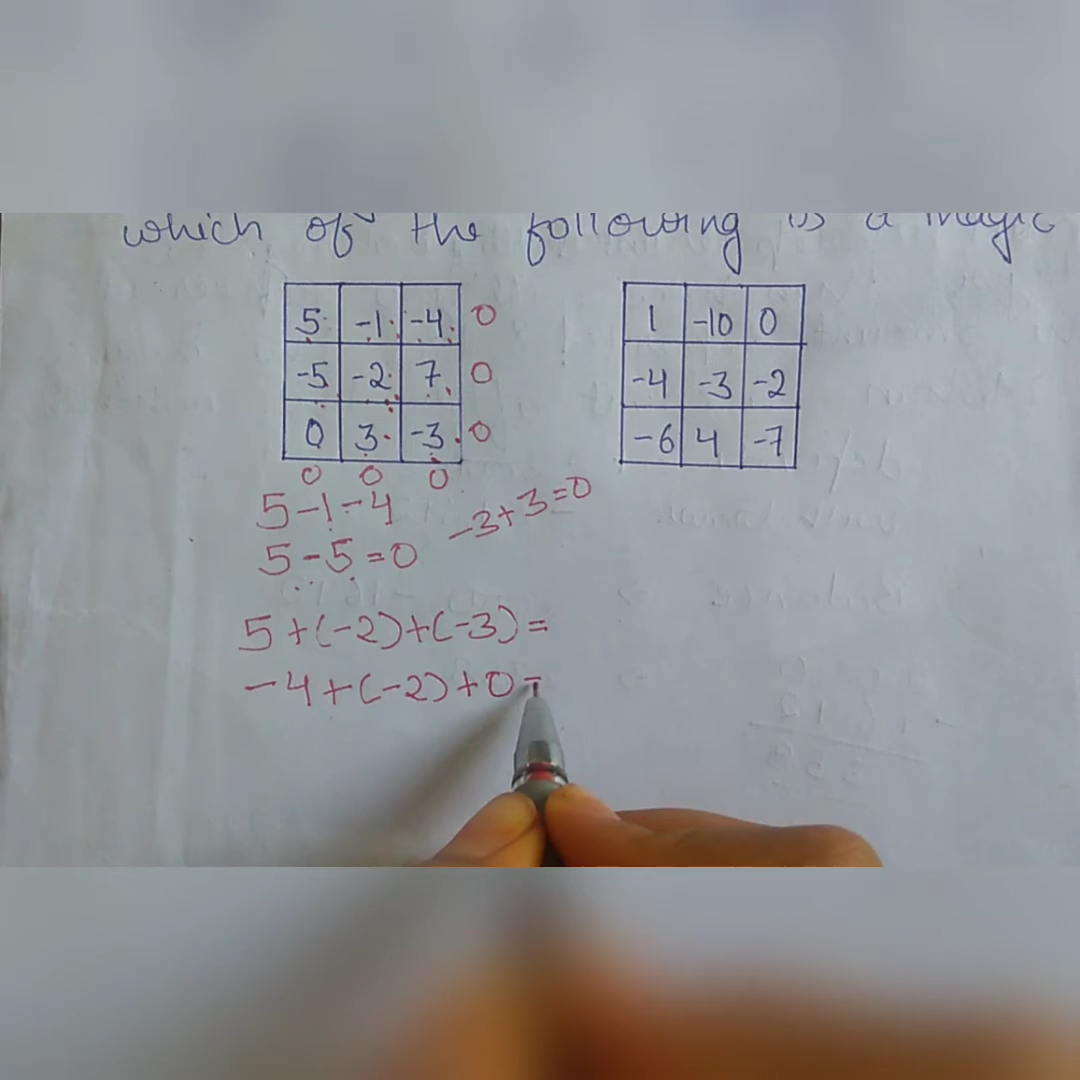 which of the following is a magic
5 -1 -4 0
-5 -2 7 0
0 3 -3 0
0 0 0
1 -10 0
-4 -3 -2
-6 4 -7
5-1-4
-3+3=0
5-5=0
5+(-2)+(-3)=
-4+(-2)+0=